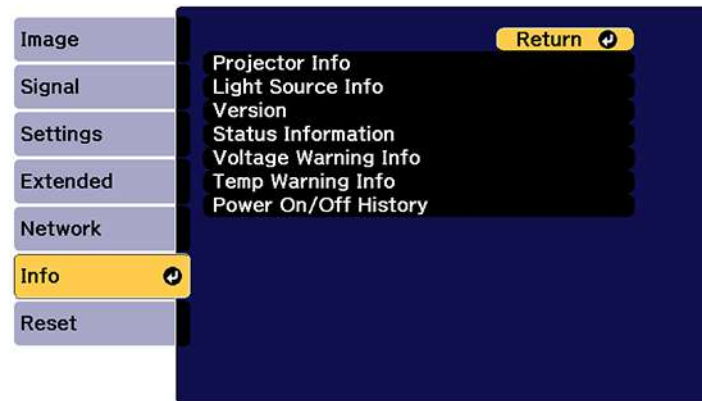 Image
Signal
Settings
Extended
Network
Info
Reset
Return
Projector Info
Light Source Info
Version
Status Information
Voltage Warning Info
Temp Warning Info
Power On/Off History